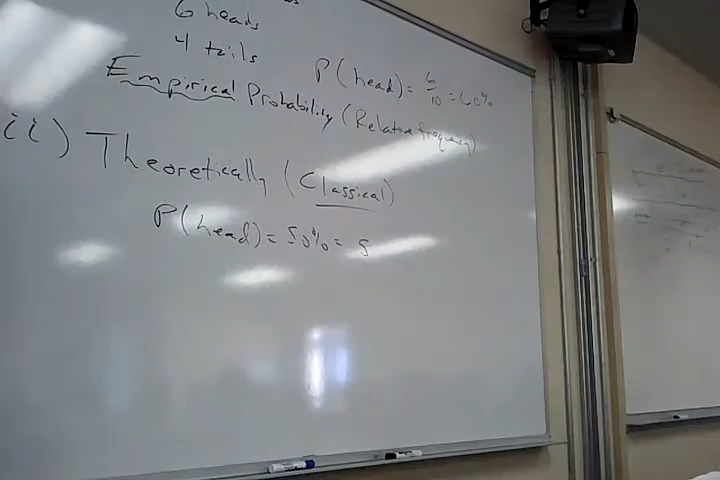 6 heads
4 tails
P(head) = 6/10 = 60%
Empirical Probability (Relative frequency)
ii) Theoretically (Classical)
P(head) = 50% = 5